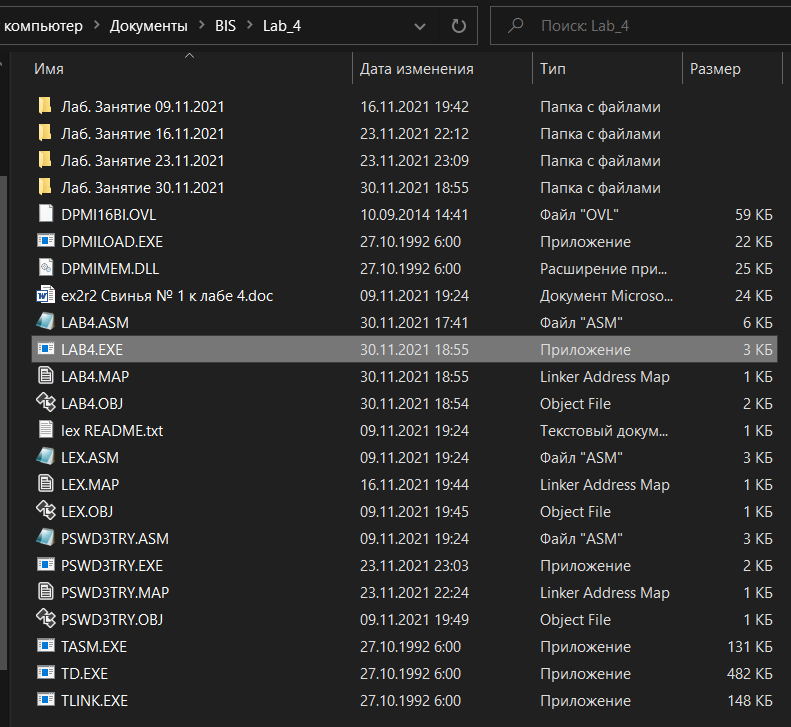 компьютер > Документы > BIS > Lab_4 Поиск: Lab_4
Имя Дата изменения Тип Размер
Лаб. Занятие 09.11.2021 16.11.2021 19:42 Папка с файлами
Лаб. Занятие 16.11.2021 23.11.2021 22:12 Папка с файлами
Лаб. Занятие 23.11.2021 23.11.2021 23:09 Папка с файлами
Лаб. Занятие 30.11.2021 30.11.2021 18:55 Папка с файлами
DPMI16BI.OVL 10.09.2014 14:41 Файл "OVL" 59 КБ
DPMILOAD.EXE 27.10.1992 6:00 Приложение 22 КБ
DPMIMEM.DLL 27.10.1992 6:00 Расширение при... 25 КБ
ex2r2 Свинья № 1 к лабе 4.doc 09.11.2021 19:24 Документ Microso... 24 КБ
LAB4.ASM 30.11.2021 17:41 Файл "ASM" 6 КБ
LAB4.EXE 30.11.2021 18:55 Приложение 3 КБ
LAB4.MAP 30.11.2021 18:55 Linker Address Map 1 КБ
LAB4.OBJ 30.11.2021 18:54 Object File 2 КБ
lex README.txt 09.11.2021 19:24 Текстовый докум... 1 КБ
LEX.ASM 09.11.2021 19:24 Файл "ASM" 3 КБ
LEX.MAP 16.11.2021 19:44 Linker Address Map 1 КБ
LEX.OBJ 09.11.2021 19:45 Object File 1 КБ
PSWD3TRY.ASM 09.11.2021 19:24 Файл "ASM" 3 КБ
PSWD3TRY.EXE 23.11.2021 23:03 Приложение 2 КБ
PSWD3TRY.MAP 23.11.2021 22:24 Linker Address Map 1 КБ
PSWD3TRY.OBJ 09.11.2021 19:49 Object File 1 КБ
TASM.EXE 27.10.1992 6:00 Приложение 131 КБ
TD.EXE 27.10.1992 6:00 Приложение 482 КБ
TLINK.EXE 27.10.1992 6:00 Приложение 148 КБ